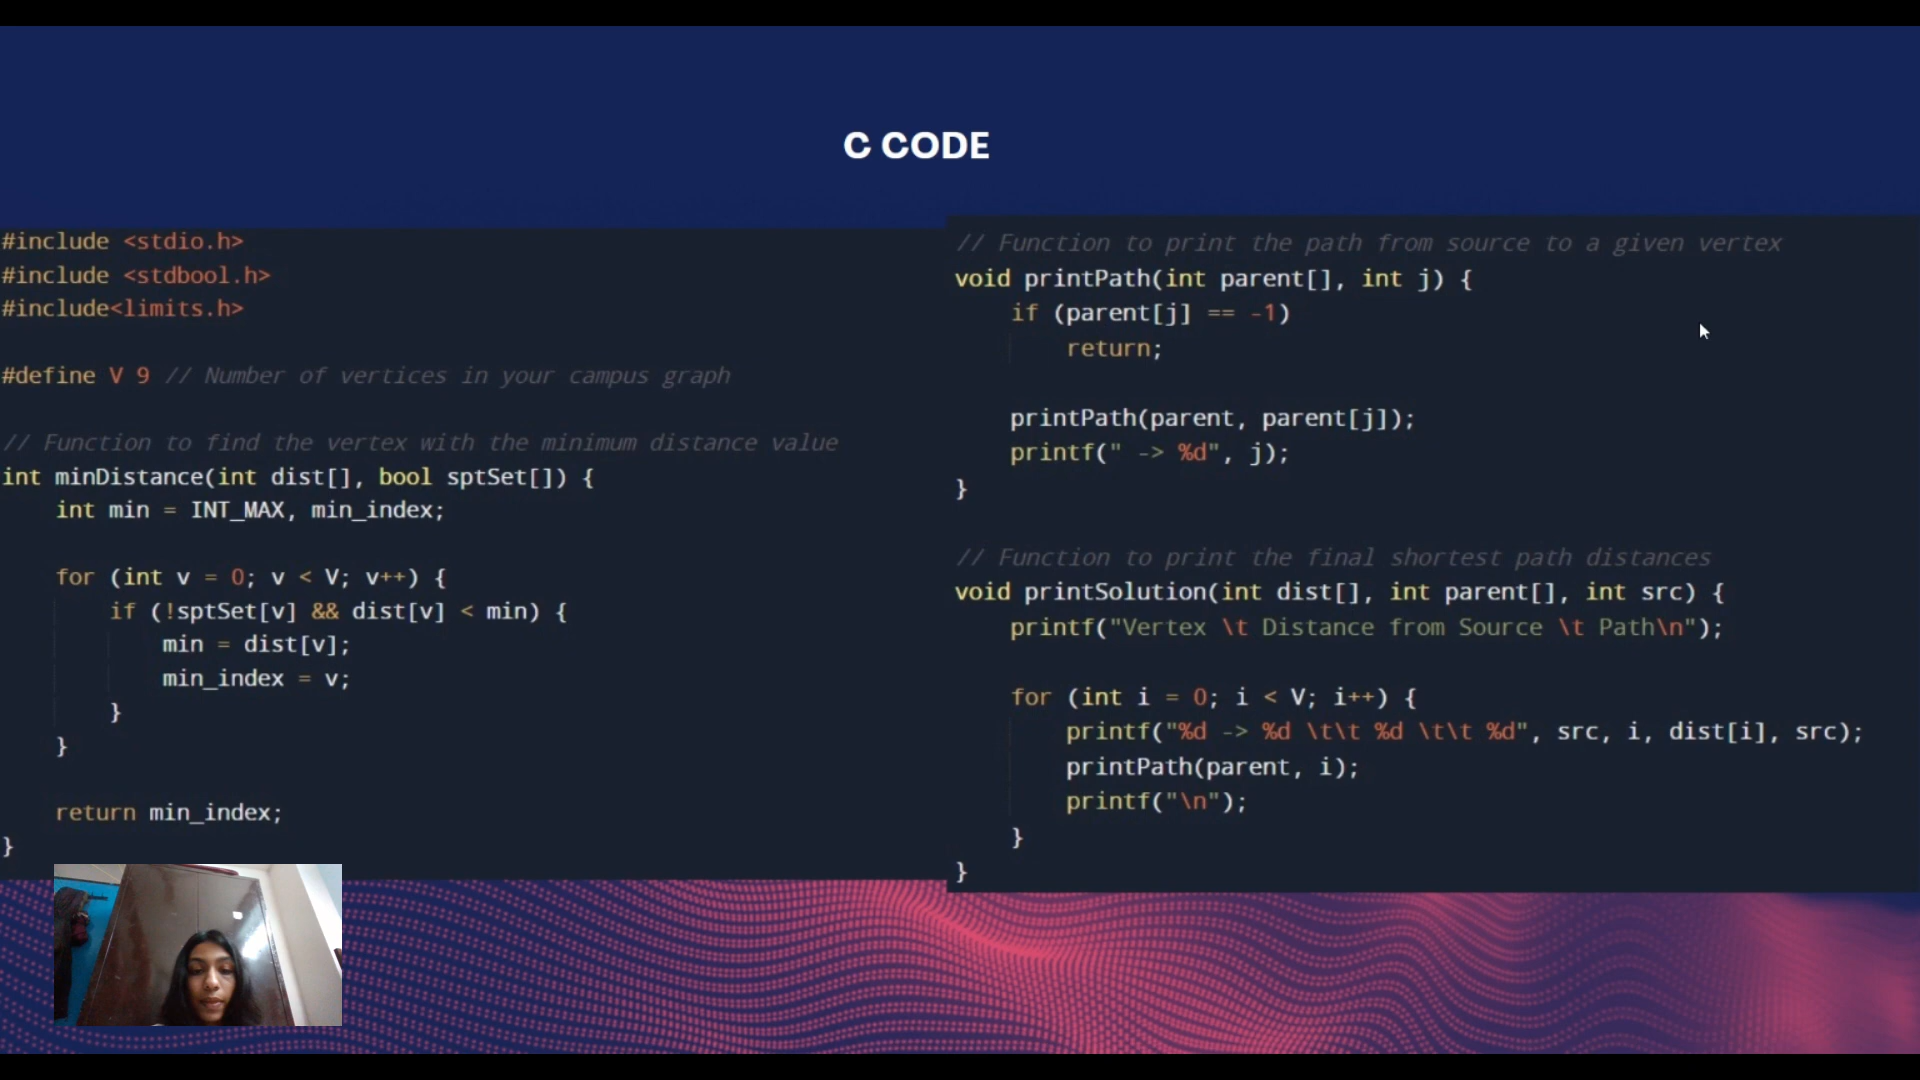 C CODE
#include <stdio.h>
#include <stdbool.h>
#include<limits.h>
#define V 9 // Number of vertices in your campus graph
// Function to find the vertex with the minimum distance value
int minDistance(int dist[], bool sptSet[]) {
    int min = INT_MAX, min_index;
    for (int v = 0; v < V; v++) {
        if (!sptSet[v] && dist[v] < min) {
            min = dist[v];
            min_index = v;
        }
    }
    return min_index;
}
// Function to print the path from source to a given vertex
void printPath(int parent[], int j) {
    if (parent[j] == -1)
        return;
    printPath(parent, parent[j]);
    printf(" -> %d", j);
}
// Function to print the final shortest path distances
void printSolution(int dist[], int parent[], int src) {
    printf("Vertex \t Distance from Source \t Path\n");
    for (int i = 0; i < V; i++) {
        printf("%d -> %d \t\t %d \t\t %d", src, i, dist[i], src);
        printPath(parent, i);
        printf("\n");
    }
}